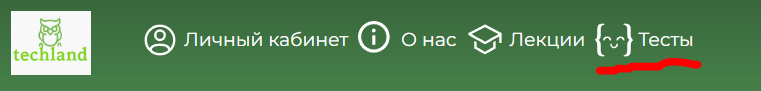 techland
Личный кабинет О нас Лекции Тесты